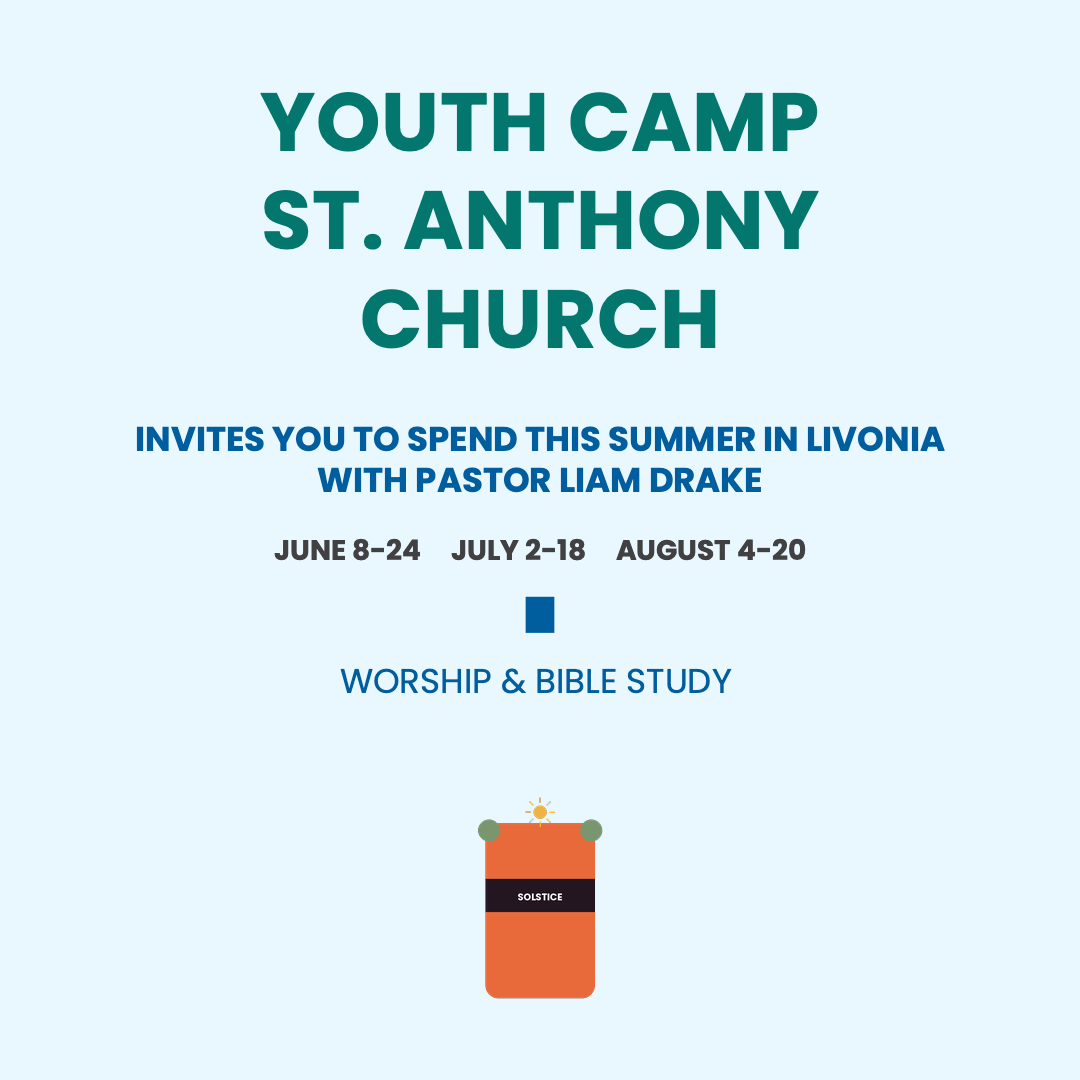 YOUTH CAMP
ST. ANTHONY
CHURCH
INVITES YOU TO SPEND THIS SUMMER IN LIVONIA
WITH PASTOR LIAM DRAKE
JUNE 8–24 JULY 2–18 AUGUST 4–20
WORSHIP & BIBLE STUDY
SOLSTICE